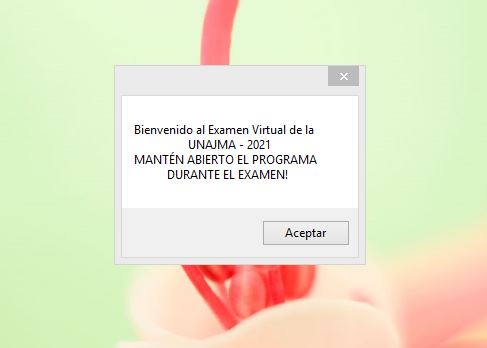 Bienvenido al Examen Virtual de la
UNAJMA - 2021
MANTÉN ABIERTO EL PROGRAMA
DURANTE EL EXAMEN!
Aceptar